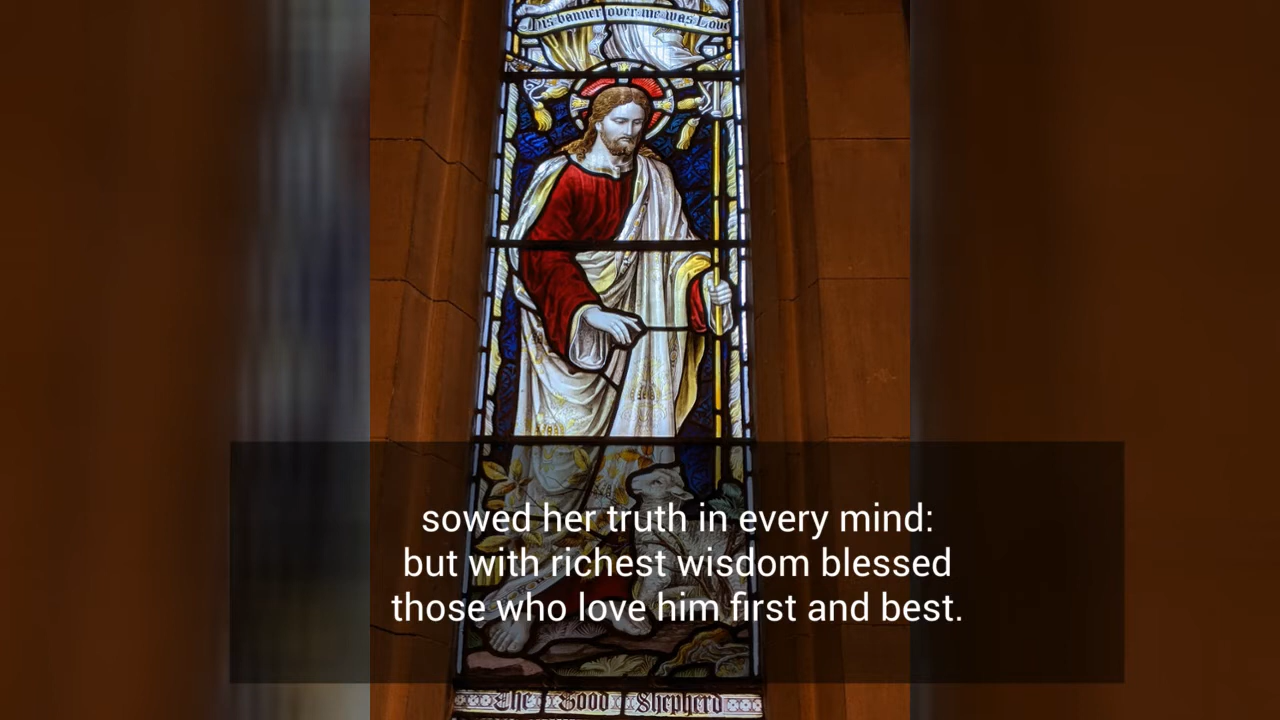 His banner over me was Love
sowed her truth in every mind:
but with richest wisdom blessed
those who love him first and best.
The Good Shepherd